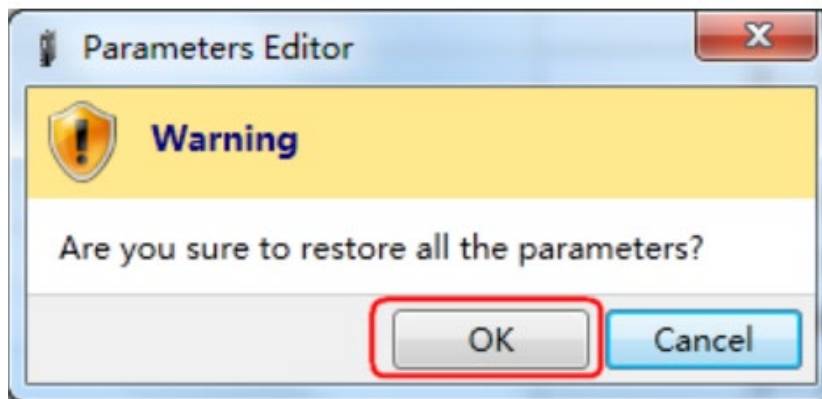 Parameters Editor
Warning
Are you sure to restore all the parameters?
OK
Cancel